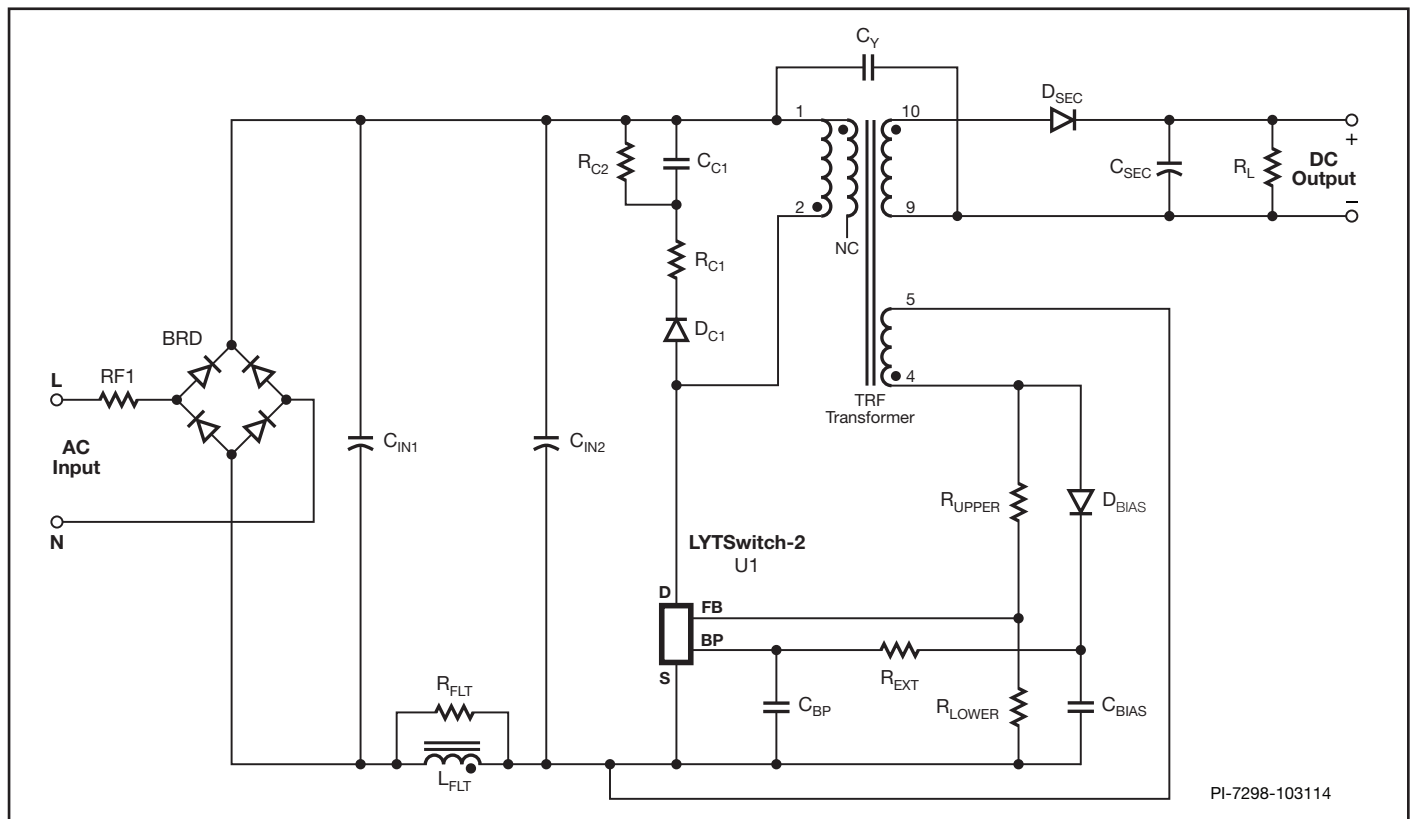 C_Y
D_SEC
1
10
R_C2
C_C1
C_SEC
R_L
DC
Output
+
–
2
9
NC
R_C1
5
D_C1
BRD
4
TRF
Transformer
L
RF1
AC
Input
N
C_IN1
C_IN2
R_UPPER
D_BIAS
LYTSwitch-2
U1
D
FB
BP
S
R_EXT
R_FLT
C_BP
R_LOWER
C_BIAS
L_FLT
PI-7298-103114